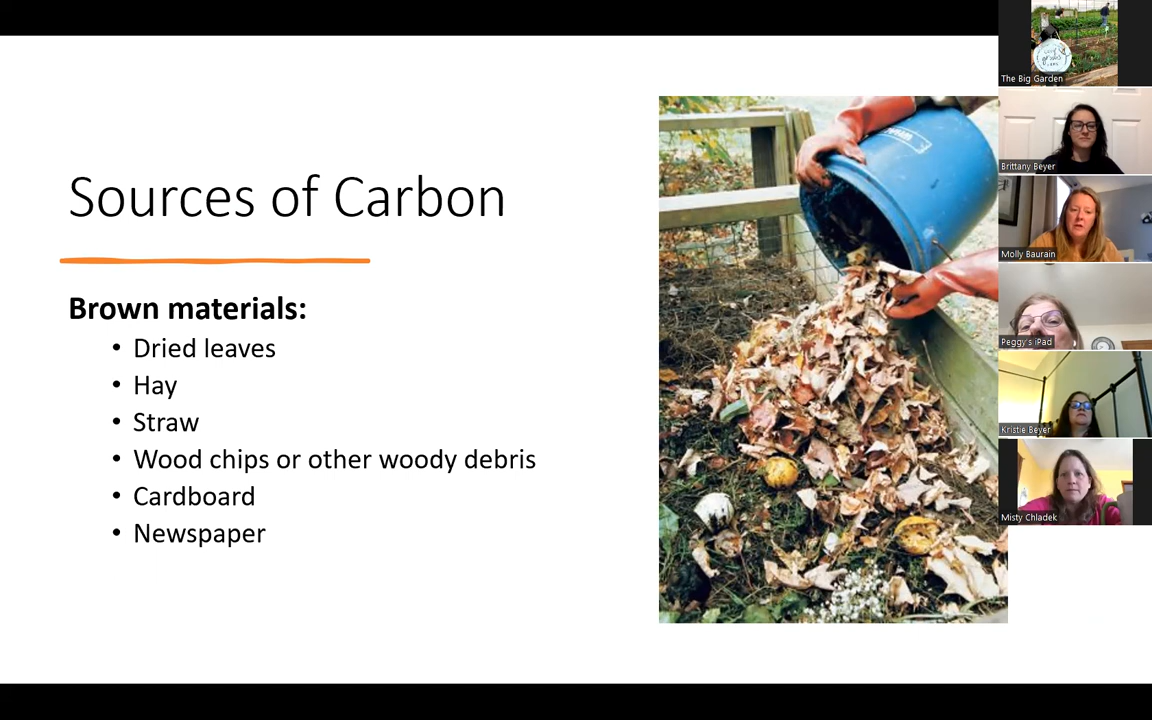 Sources of Carbon
Brown materials:
• Dried leaves
• Hay
• Straw
• Wood chips or other woody debris
• Cardboard
• Newspaper
The Big Garden
Brittany Beyer
Molly Baurain
Peggy's iPad
Kristie Beyer
Misty Chladek